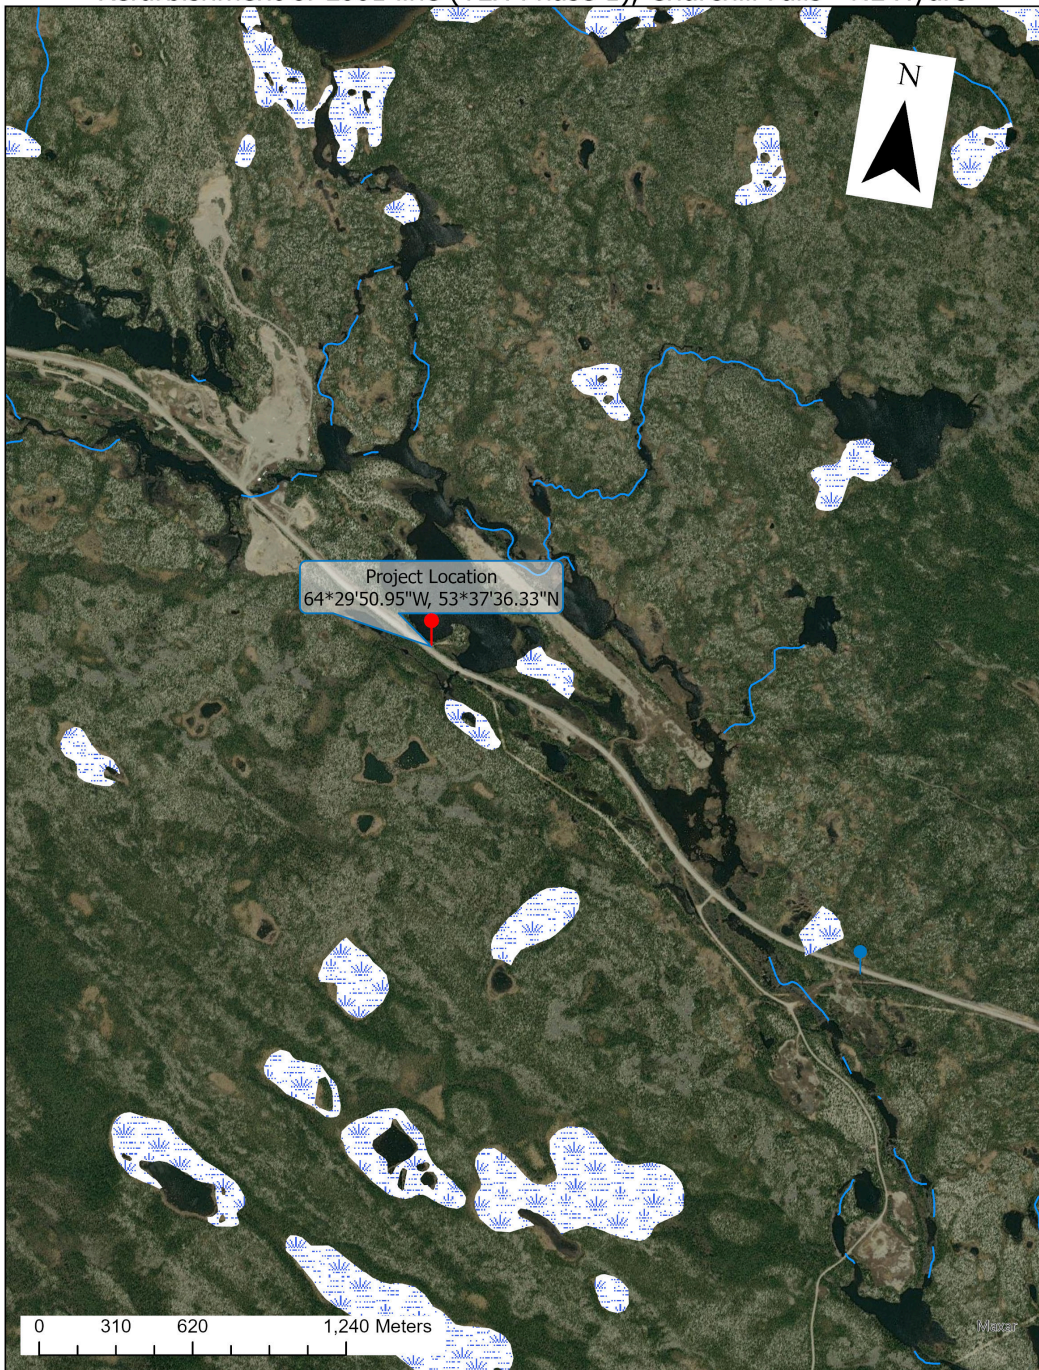 N
Project Location
64*29'50.95"W, 53*37'36.33"N
0 310 620 1,240 Meters
Maxar